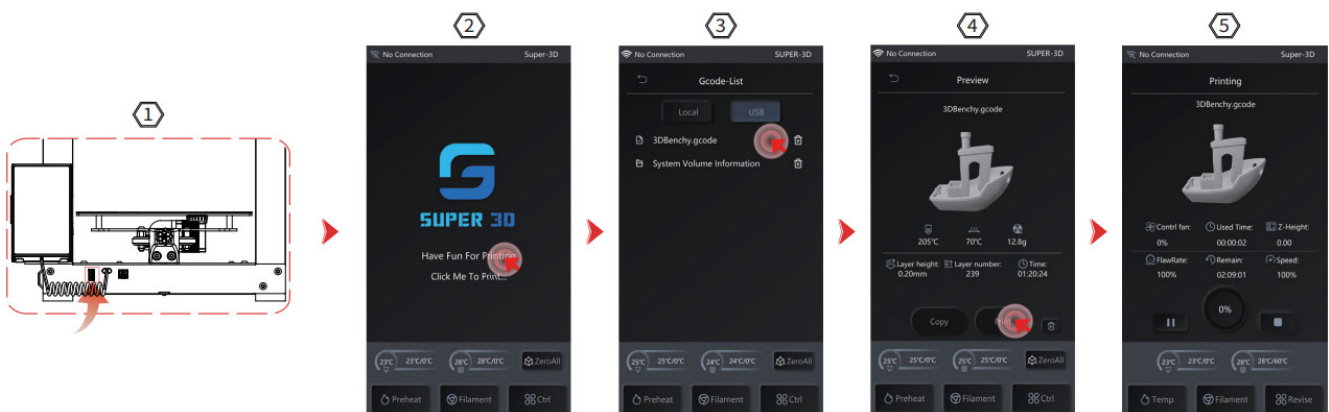 1
2
3
4
5
No Connection Super-3D
SUPER 3D
Have Fun For Printing
Click Me To Print...
23℃ 23℃/0℃ 28℃ 28℃/0℃ ZeroAll
Preheat Filament Ctrl
No Connection SUPER-3D
Gcode-List
Local USB
3DBenchy.gcode
System Volume Information
25℃ 25℃/0℃ 24℃ 24℃/0℃ ZeroAll
Preheat Filament Ctrl
No Connection SUPER-3D
Preview
3DBenchy.gcode
205℃ 70℃ 12.8g
Layer height: Layer number: Time:
0.20mm 239 01:20:24
Copy Print
25℃ 25℃/0℃ 25℃ 25℃/0℃ ZeroAll
Preheat Filament Ctrl
No Connection Super-3D
Printing
3DBenchy.gcode
Contrl fan: Used Time: Z-Height:
0% 00:00:02 0.00
FlawRate: Remain: Speed:
100% 02:09:01 100%
0%
23℃ 23℃/0℃ 28℃/60℃
Temp Filament Revise